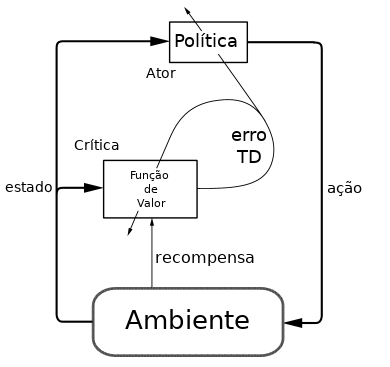 Política
Ator
erro
TD
Crítica
Função
de
Valor
estado
ação
recompensa
Ambiente